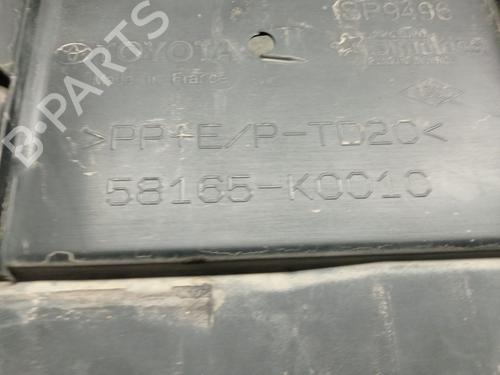 SP9496
TOYOTA
Made in France
>PP+E/P-TD20<
58165-K0010
B-PARTS